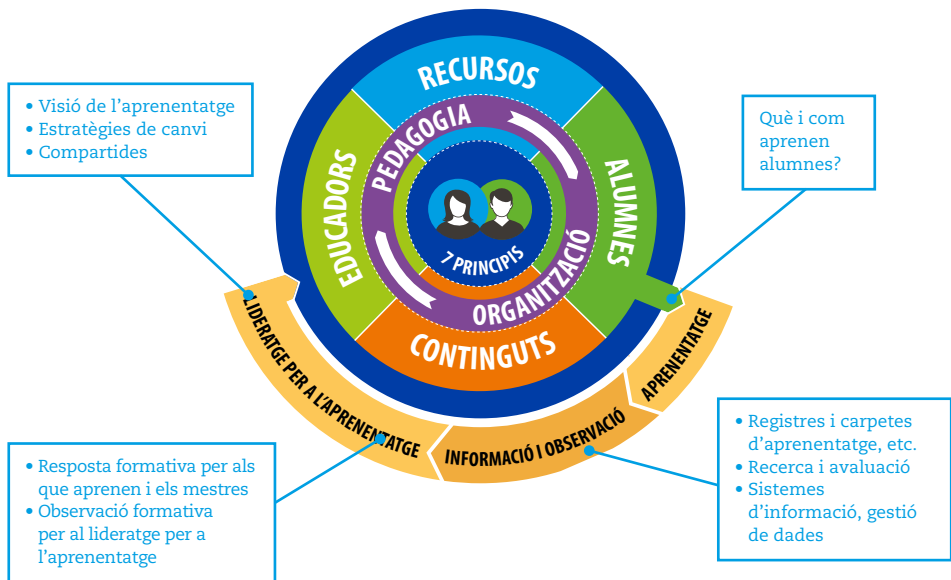 RECURSOS
• Visió de l'aprenentatge
• Estratègies de canvi
• Compartides
Què i com
aprenen
alumnes?
PEDAGOGIA
EDUCADORS
ALUMNES
7 PRINCIPIS
ORGANITZACIÓ
CONTINGUTS
LIDERATGE PER A L'APRENENTATGE
INFORMACIÓ I OBSERVACIÓ
APRENENTATGE
• Resposta formativa per als
que aprenen i els mestres
• Observació formativa
per al lideratge per a
l'aprenentatge
• Registres i carpetes
d'aprenentatge, etc.
• Recerca i avaluació
• Sistemes
d'informació, gestió
de dades